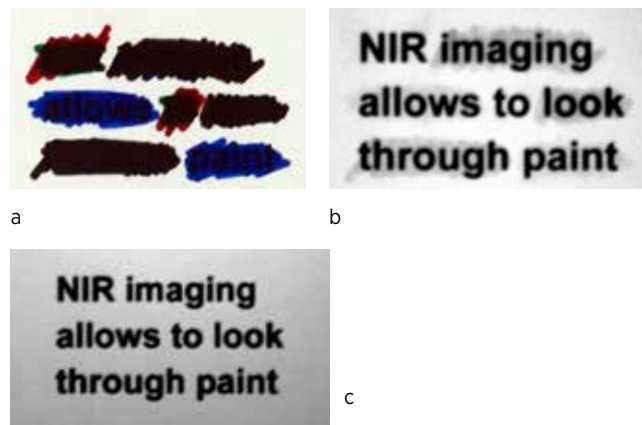 allows
paint
a
NIR imaging
allows to look
through paint
b
NIR imaging
allows to look
through paint
c